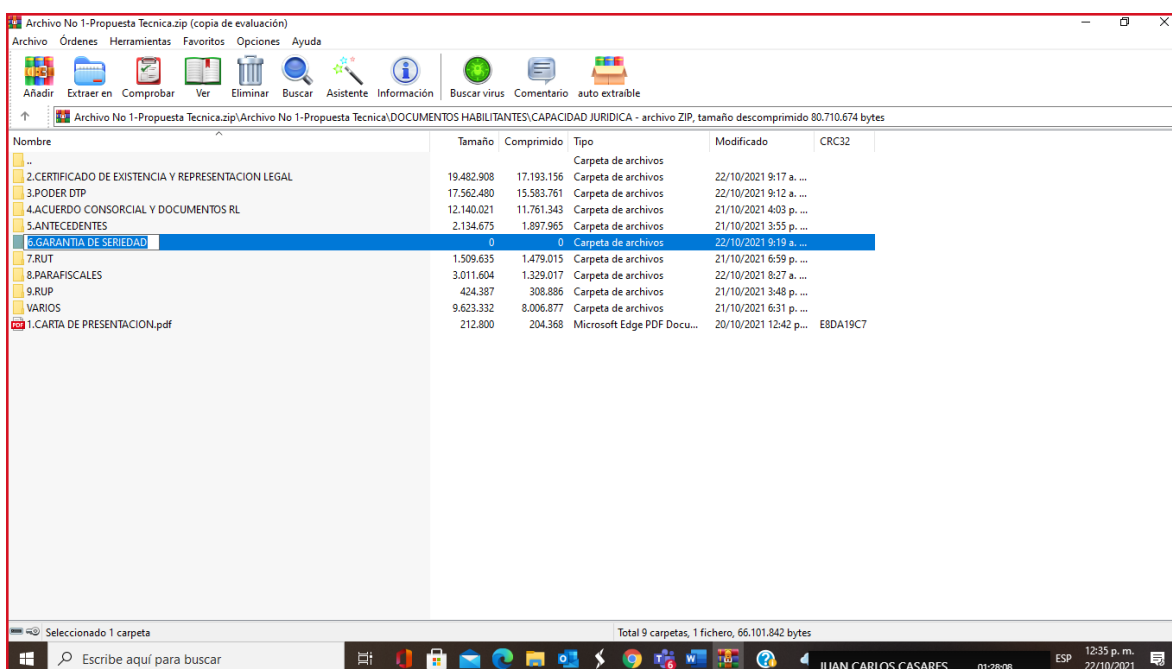 Archivo No 1-Propuesta Tecnica.zip (copia de evaluación)
Archivo Órdenes Herramientas Favoritos Opciones Ayuda
Añadir Extraer en Comprobar Ver Eliminar Buscar Asistente Información Buscar virus Comentario auto extraíble
Archivo No 1-Propuesta Tecnica.zip\Archivo No 1-Propuesta Tecnica\DOCUMENTOS HABILITANTES\CAPACIDAD JURIDICA - archivo ZIP, tamaño descomprimido 80.710.674 bytes
Nombre Tamaño Comprimido Tipo Modificado CRC32
.. Carpeta de archivos
2.CERTIFICADO DE EXISTENCIA Y REPRESENTACION LEGAL 19.482.908 17.193.156 Carpeta de archivos 22/10/2021 9:17 a. ...
3.PODER DTP 17.562.480 15.583.761 Carpeta de archivos 22/10/2021 9:12 a. ...
4.ACUERDO CONSORCIAL Y DOCUMENTOS RL 12.140.021 11.761.343 Carpeta de archivos 21/10/2021 4:03 p. ...
5.ANTECEDENTES 2.134.675 1.897.965 Carpeta de archivos 21/10/2021 3:55 p. ...
6.GARANTIA DE SERIEDAD 0 0 Carpeta de archivos 22/10/2021 9:19 a. ...
7.RUT 1.509.635 1.479.015 Carpeta de archivos 21/10/2021 6:59 p. ...
8.PARAFISCALES 3.011.604 1.329.017 Carpeta de archivos 22/10/2021 8:27 a. ...
9.RUP 424.387 308.886 Carpeta de archivos 21/10/2021 3:48 p. ...
VARIOS 9.623.332 8.006.877 Carpeta de archivos 21/10/2021 6:31 p. ...
1.CARTA DE PRESENTACION.pdf 212.800 204.368 Microsoft Edge PDF Docu... 20/10/2021 12:42 p... E8DA19C7
Seleccionado 1 carpeta Total 9 carpetas, 1 fichero, 66.101.842 bytes
Escribe aquí para buscar JUAN CARLOS CASARES 01:28:08 ESP 12:35 p. m.
22/10/2021